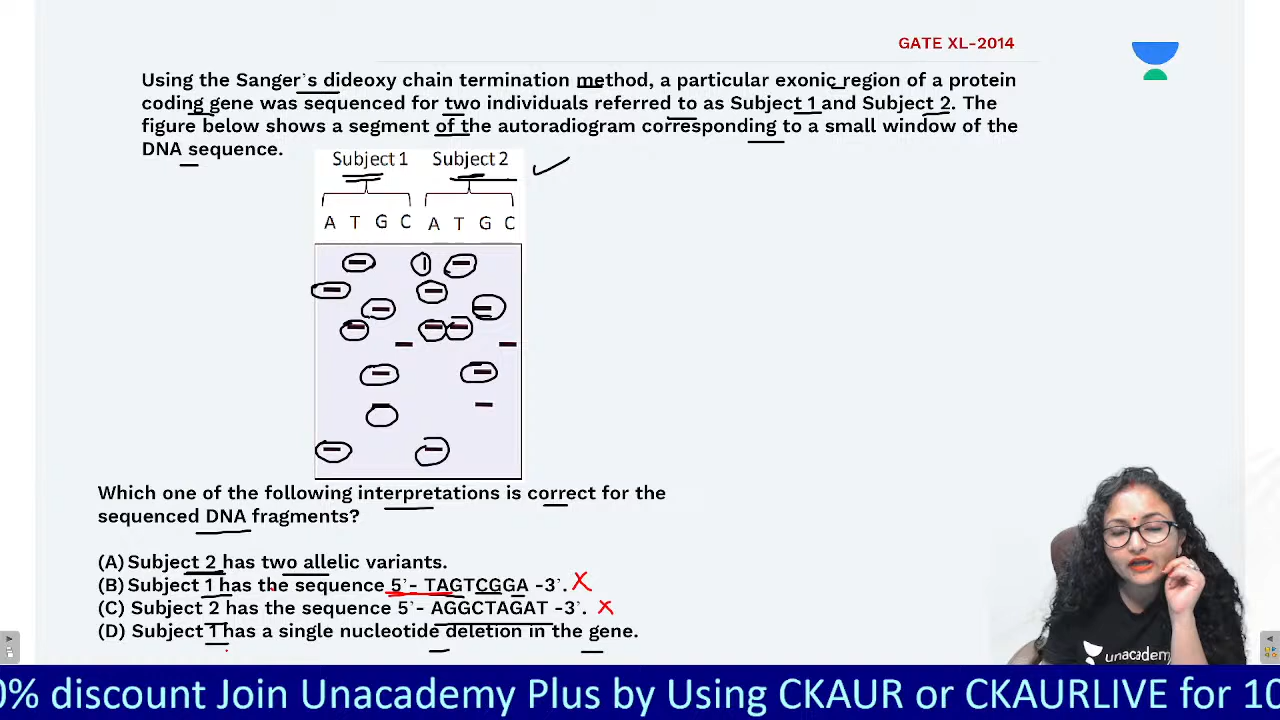 GATE XL-2014
Using the Sanger's dideoxy chain termination method, a particular exonic region of a protein
coding gene was sequenced for two individuals referred to as Subject 1 and Subject 2. The
figure below shows a segment of the autoradiogram corresponding to a small window of the
DNA sequence.
Subject 1 Subject 2
A T G C A T G C
Which one of the following interpretations is correct for the
sequenced DNA fragments?
(A) Subject 2 has two allelic variants.
(B) Subject 1 has the sequence 5'- TAGTCGGA -3'.
(C) Subject 2 has the sequence 5'- AGGCTAGAT -3'.
(D) Subject 1 has a single nucleotide deletion in the gene.
unacademy
0% discount Join Unacademy Plus by Using CKAUR or CKAURLIVE for 10